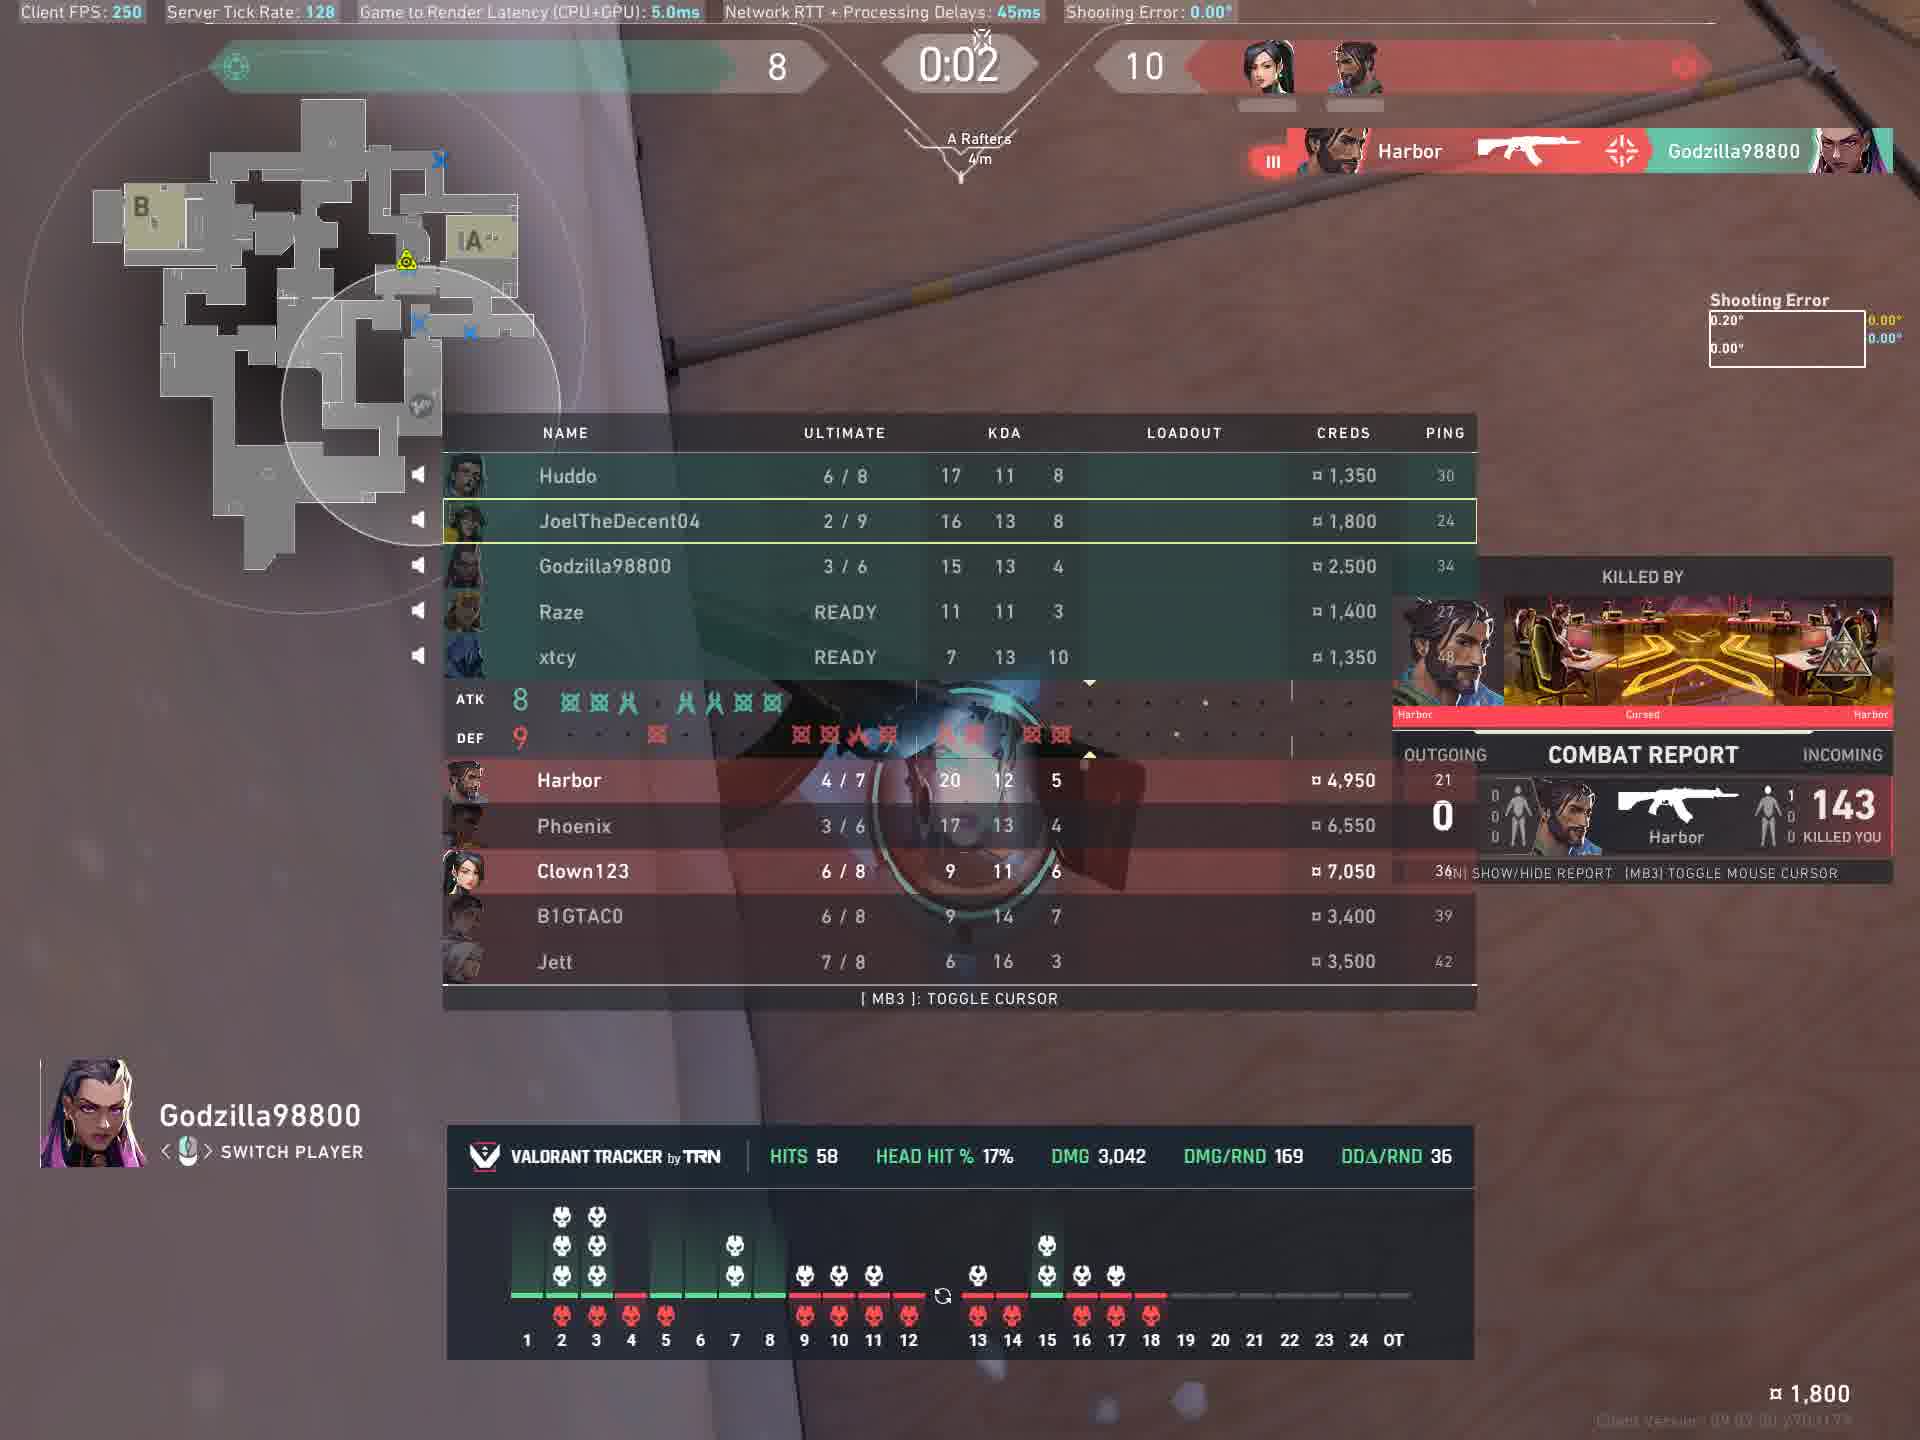 Client FPS: 250 Server Tick Rate: 128 Game to Render Latency (CPU+GPU): 5.0ms Network RTT + Processing Delays: 45ms Shooting Error: 0.00°
8 0:02 10
A Rafters
4 m
Harbor Godzilla98800
B
A
Shooting Error
0.20° 0.00°
0.00°
0.00°
NAME ULTIMATE KDA LOADOUT CREDS PING
Huddo 6 / 8 17 11 8 ¤ 1,350 30
JoelTheDecent04 2 / 9 16 13 8 ¤ 1,800 24
Godzilla98800 3 / 6 15 13 4 ¤ 2,500 34
Raze READY 11 11 3 ¤ 1,400 27
xtcy READY 7 13 10 ¤ 1,350 48
ATK 8
DEF 9
Harbor 4 / 7 20 12 5 ¤ 4,950 21
Phoenix 3 / 6 17 13 4 ¤ 6,550
Clown123 6 / 8 9 11 6 ¤ 7,050 36
B1GTAC0 6 / 8 9 14 7 ¤ 3,400 39
Jett 7 / 8 6 16 3 ¤ 3,500 42
[ MB3 ]: TOGGLE CURSOR
KILLED BY
Harbor Cursed Harbor
OUTGOING COMBAT REPORT INCOMING
0
0
0
0
Harbor
1
0
0
143
KILLED YOU
SHOW/HIDE REPORT [MB3] TOGGLE MOUSE CURSOR
Godzilla98800
< > SWITCH PLAYER
VALORANT TRACKER by TRN HITS 58 HEAD HIT % 17% DMG 3,042 DMG/RND 169 DDΔ/RND 36
1 2 3 4 5 6 7 8 9 10 11 12 13 14 15 16 17 18 19 20 21 22 23 24 OT
¤ 1,800